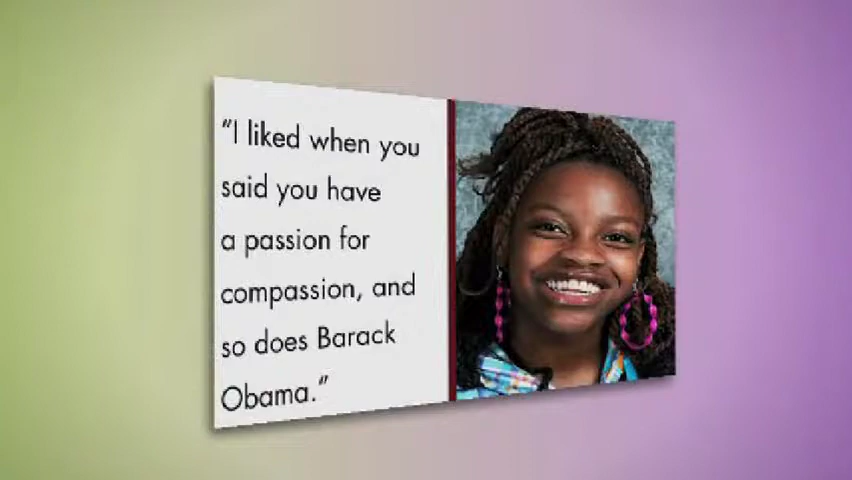 “I liked when you
said you have
a passion for
compassion, and
so does Barack
Obama.”